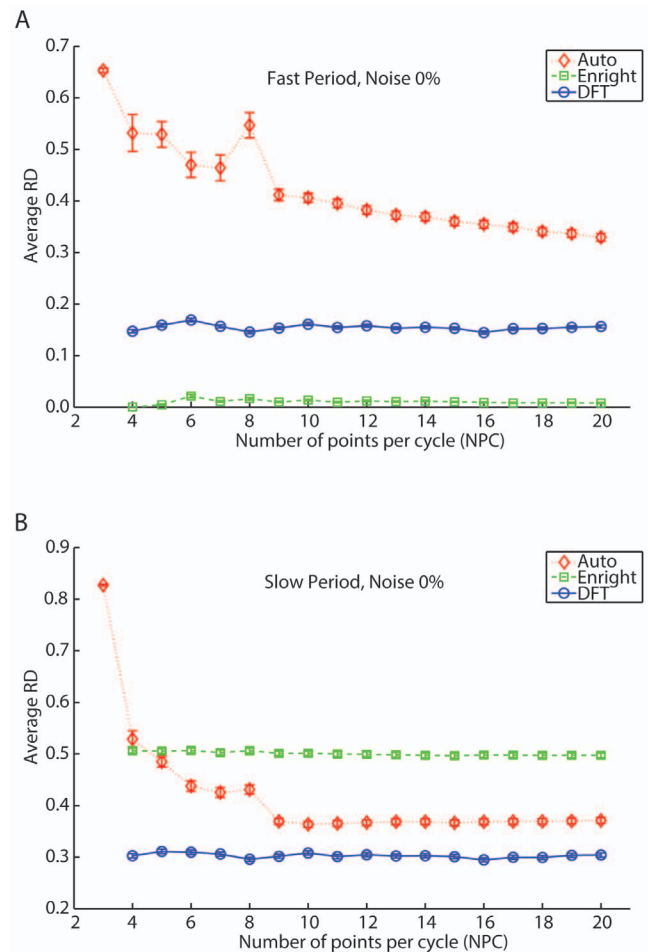 A
Fast Period, Noise 0%
Auto
Enright
DFT
Average RD
0.7
0.6
0.5
0.4
0.3
0.2
0.1
0.0
2 4 6 8 10 12 14 16 18 20
Number of points per cycle (NPC)
B
Slow Period, Noise 0%
Auto
Enright
DFT
Average RD
0.9
0.8
0.7
0.6
0.5
0.4
0.3
0.2
2 4 6 8 10 12 14 16 18 20
Number of points per cycle (NPC)